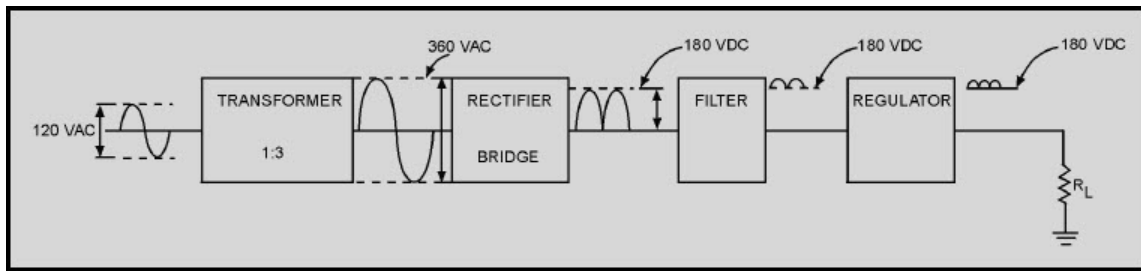 120 VAC
TRANSFORMER
1:3
360 VAC
RECTIFIER
BRIDGE
180 VDC
FILTER
180 VDC
REGULATOR
180 VDC
RL